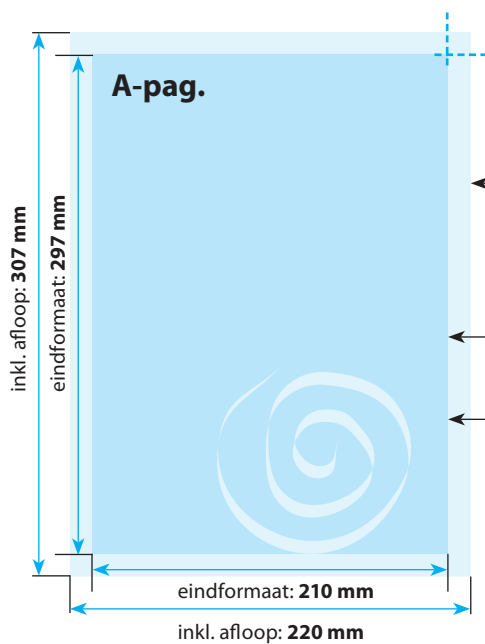 A-pag.
inkl. afloop: 307 mm
eindformaat: 297 mm
eindformaat: 210 mm
inkl. afloop: 220 mm